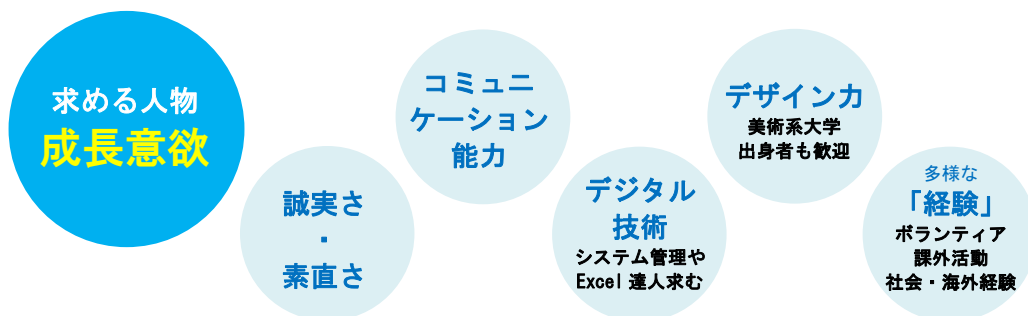 求める人物
成長意欲
誠実さ
・
素直さ
コミュニ
ケーション
能力
デジタル
技術
システム管理や
Excel 達人求む
デザイン力
美術系大学
出身者も歓迎
多様な
「経験」
ボランティア
課外活動
社会・海外経験